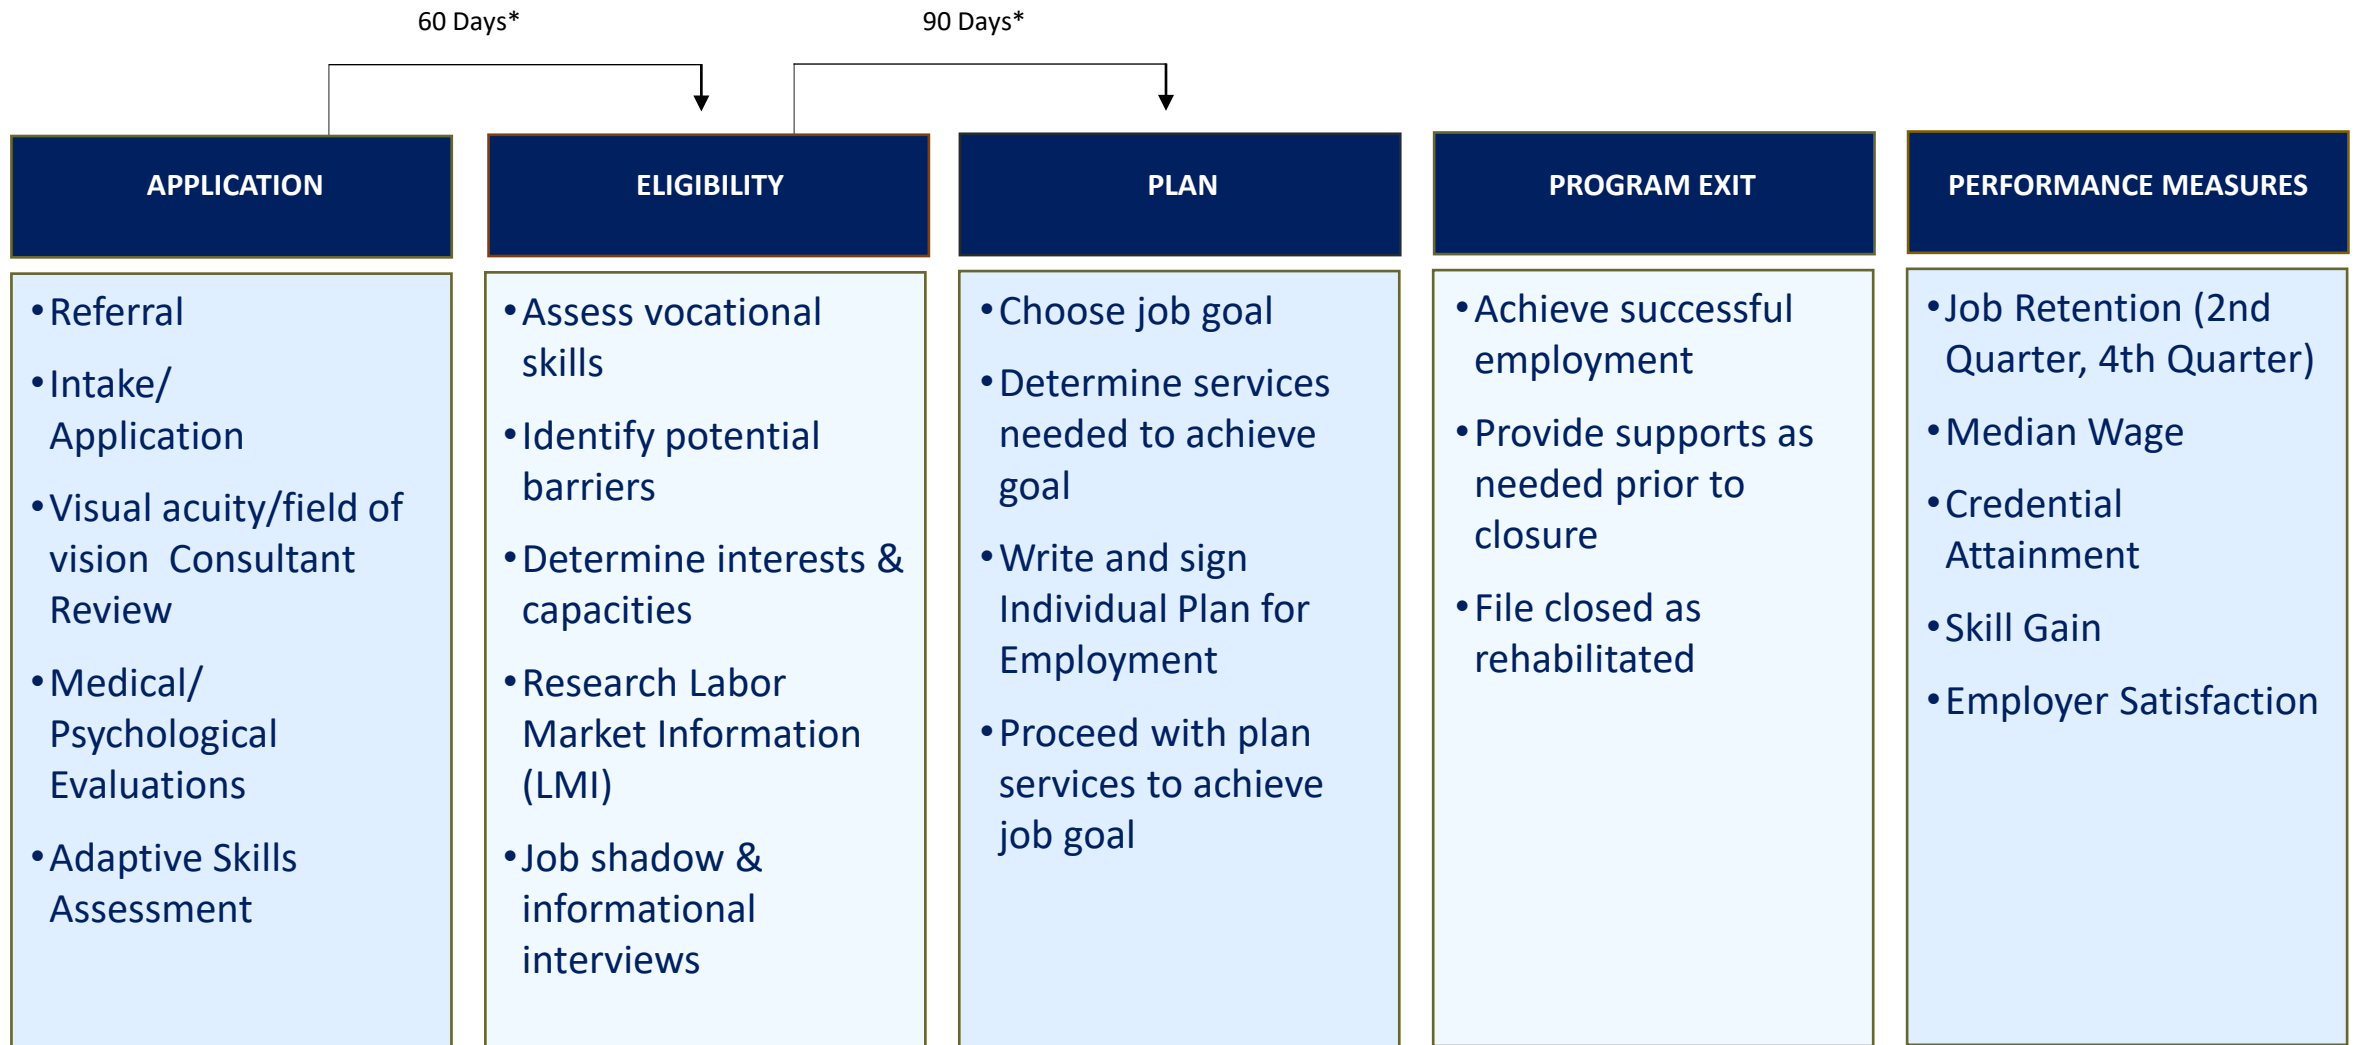 60 Days*
90 Days*
APPLICATION
•Referral
•Intake/
Application
•Visual acuity/field of
vision  Consultant
Review
•Medical/
Psychological
Evaluations
•Adaptive Skills
Assessment
ELIGIBILITY
•Assess vocational
skills
•Identify potential
barriers
•Determine interests &
capacities
•Research Labor
Market Information
(LMI)
•Job shadow &
informational
interviews
PLAN
•Choose job goal
•Determine services
needed to achieve
goal
•Write and sign
Individual Plan for
Employment
•Proceed with plan
services to achieve
job goal
PROGRAM EXIT
•Achieve successful
employment
•Provide supports as
needed prior to
closure
•File closed as
rehabilitated
PERFORMANCE MEASURES
•Job Retention (2nd
Quarter, 4th Quarter)
•Median Wage
•Credential
Attainment
•Skill Gain
•Employer Satisfaction